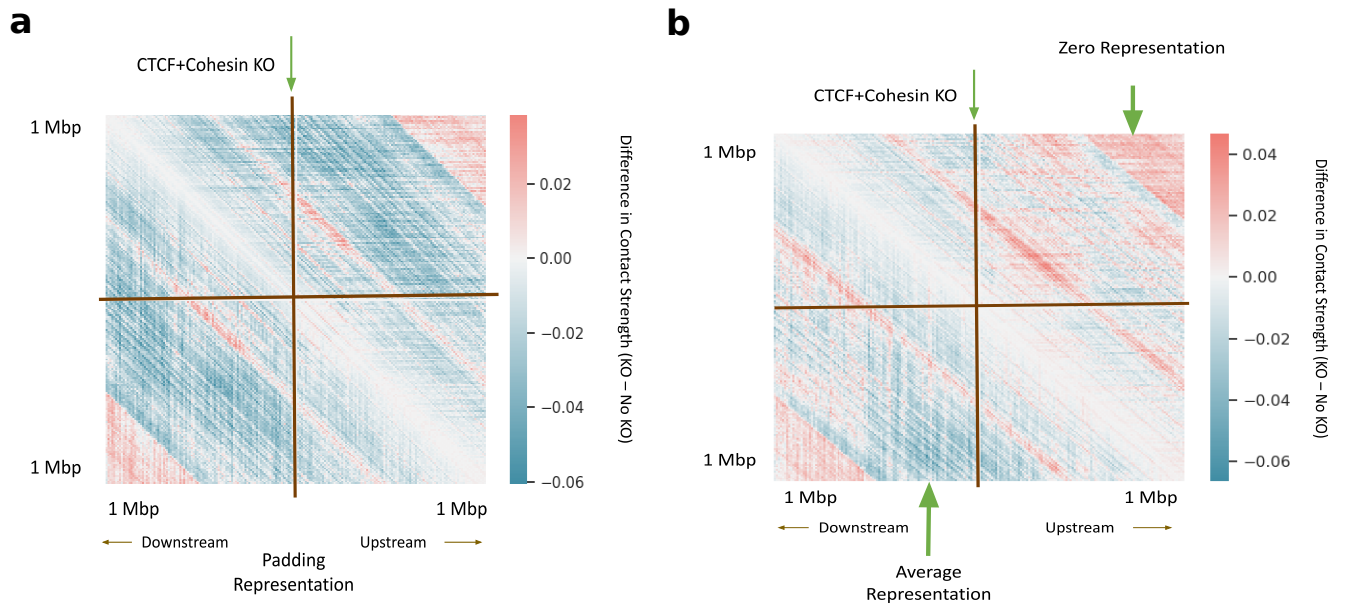 a
CTCF+Cohesin KO
1 Mbp
1 Mbp
1 Mbp
1 Mbp
Downstream
Upstream
Padding
Representation
0.02
0.00
−0.02
−0.04
−0.06
Difference in Contact Strength (KO – No KO)
b
Zero Representation
CTCF+Cohesin KO
1 Mbp
1 Mbp
1 Mbp
1 Mbp
Downstream
Upstream
Average
Representation
0.04
0.02
0.00
−0.02
−0.04
−0.06
Difference in Contact Strength (KO – No KO)